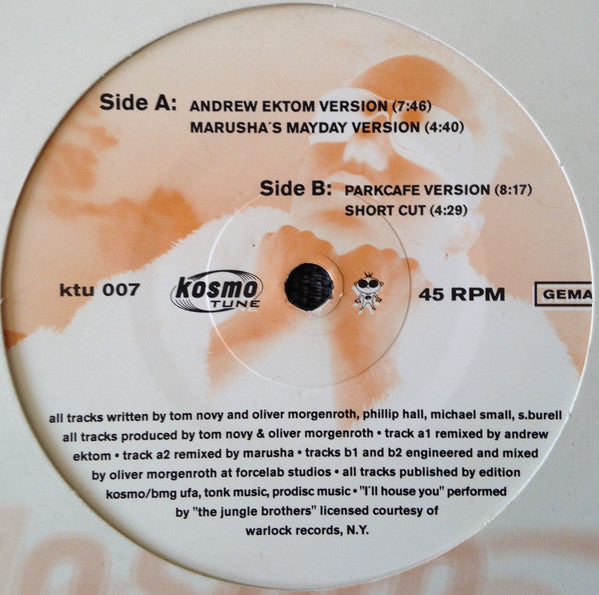 Side A: ANDREW EKTOM VERSION (7:46)
MARUSHA´S MAYDAY VERSION (4:40)
Side B: PARKCAFE VERSION (8:17)
SHORT CUT (4:29)
ktu 007 kosmo TUNE 45 RPM GEMA
all tracks written by tom novy and oliver morgenroth, phillip hall, michael small, s.burell
all tracks produced by tom novy & oliver morgenroth • track a1 remixed by andrew
ektom • track a2 remixed by marusha • tracks b1 and b2 engineered and mixed
by oliver morgenroth at forcelab studios • all tracks published by edition
kosmo/bmg ufa, tonk music, prodisc music • "I´ll house you" performed
by "the jungle brothers" licensed courtesy of
warlock records, N.Y.